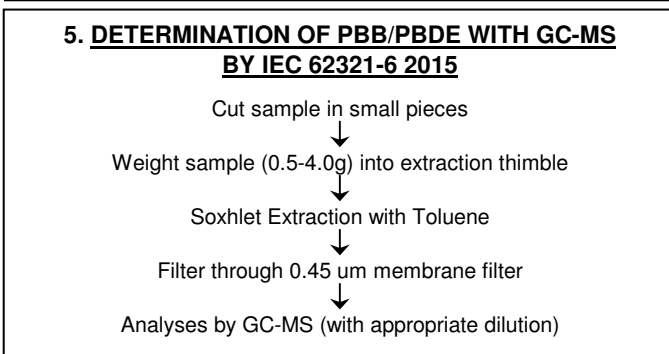 5. DETERMINATION OF PBB/PBDE WITH GC-MS
BY IEC 62321-6 2015
Cut sample in small pieces
Weight sample (0.5-4.0g) into extraction thimble
Soxhlet Extraction with Toluene
Filter through 0.45 um membrane filter
Analyses by GC-MS (with appropriate dilution)